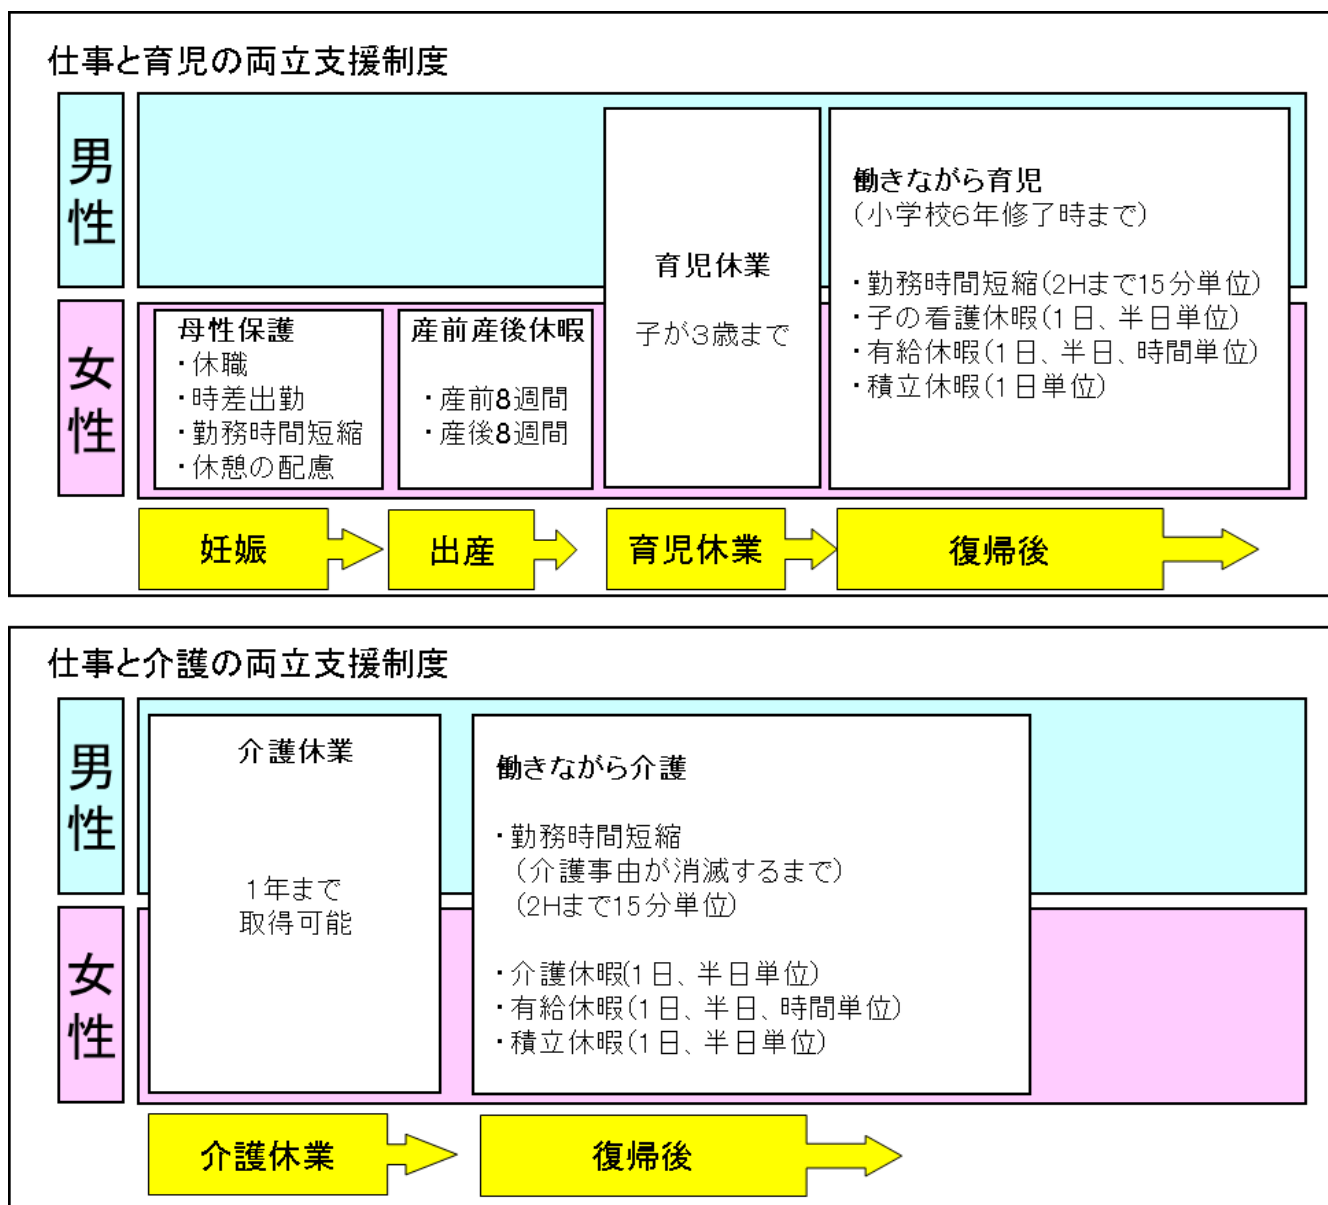 仕事と育児の両立支援制度
男性
女性
母性保護
・休職
・時差出勤
・勤務時間短縮
・休憩の配慮
産前産後休暇
・産前8週間
・産後8週間
育児休業
子が3歳まで
働きながら育児
(小学校6年修了時まで)
・勤務時間短縮(2Hまで15分単位)
・子の看護休暇(1日、半日単位)
・有給休暇(1日、半日、時間単位)
・積立休暇(1日単位)
妊娠
出産
育児休業
復帰後
仕事と介護の両立支援制度
男性
女性
介護休業
1年まで
取得可能
働きながら介護
・勤務時間短縮
(介護事由が消滅するまで)
(2Hまで15分単位)
・介護休暇(1日、半日単位)
・有給休暇(1日、半日、時間単位)
・積立休暇(1日、半日単位)
介護休業
復帰後